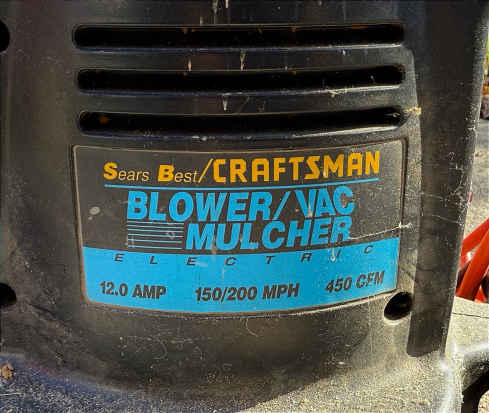 Sears Best/CRAFTSMAN
BLOWER/VAC
MULCHER
ELECTRIC
12.0 AMP 150/200 MPH 450 CFM